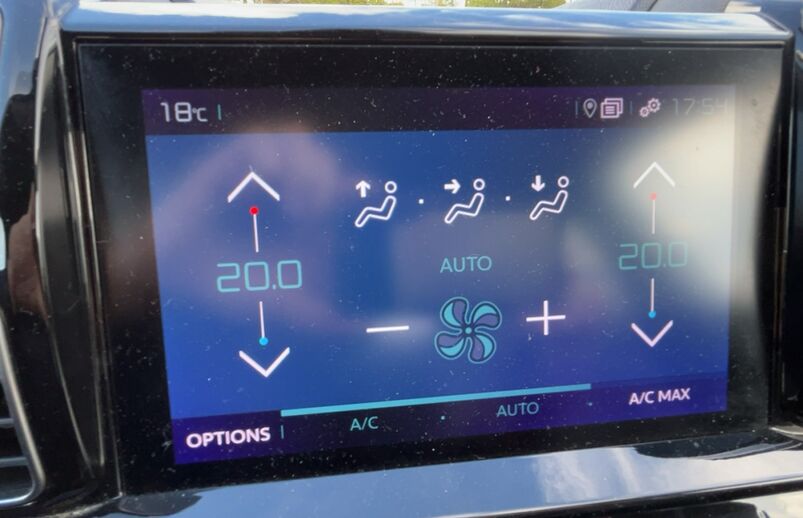 18°C 17:54
AUTO
20.0 20.0
A/C AUTO A/C MAX
OPTIONS